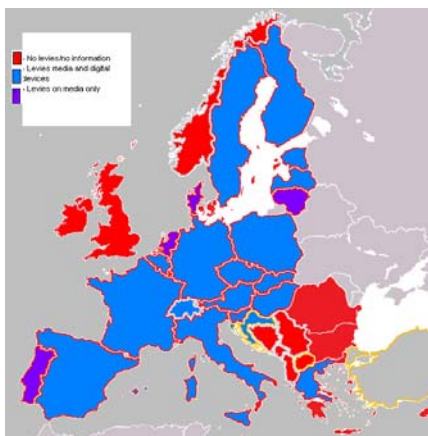 - No levies/no information
- Levies media and digital
devices
- Levies on media only